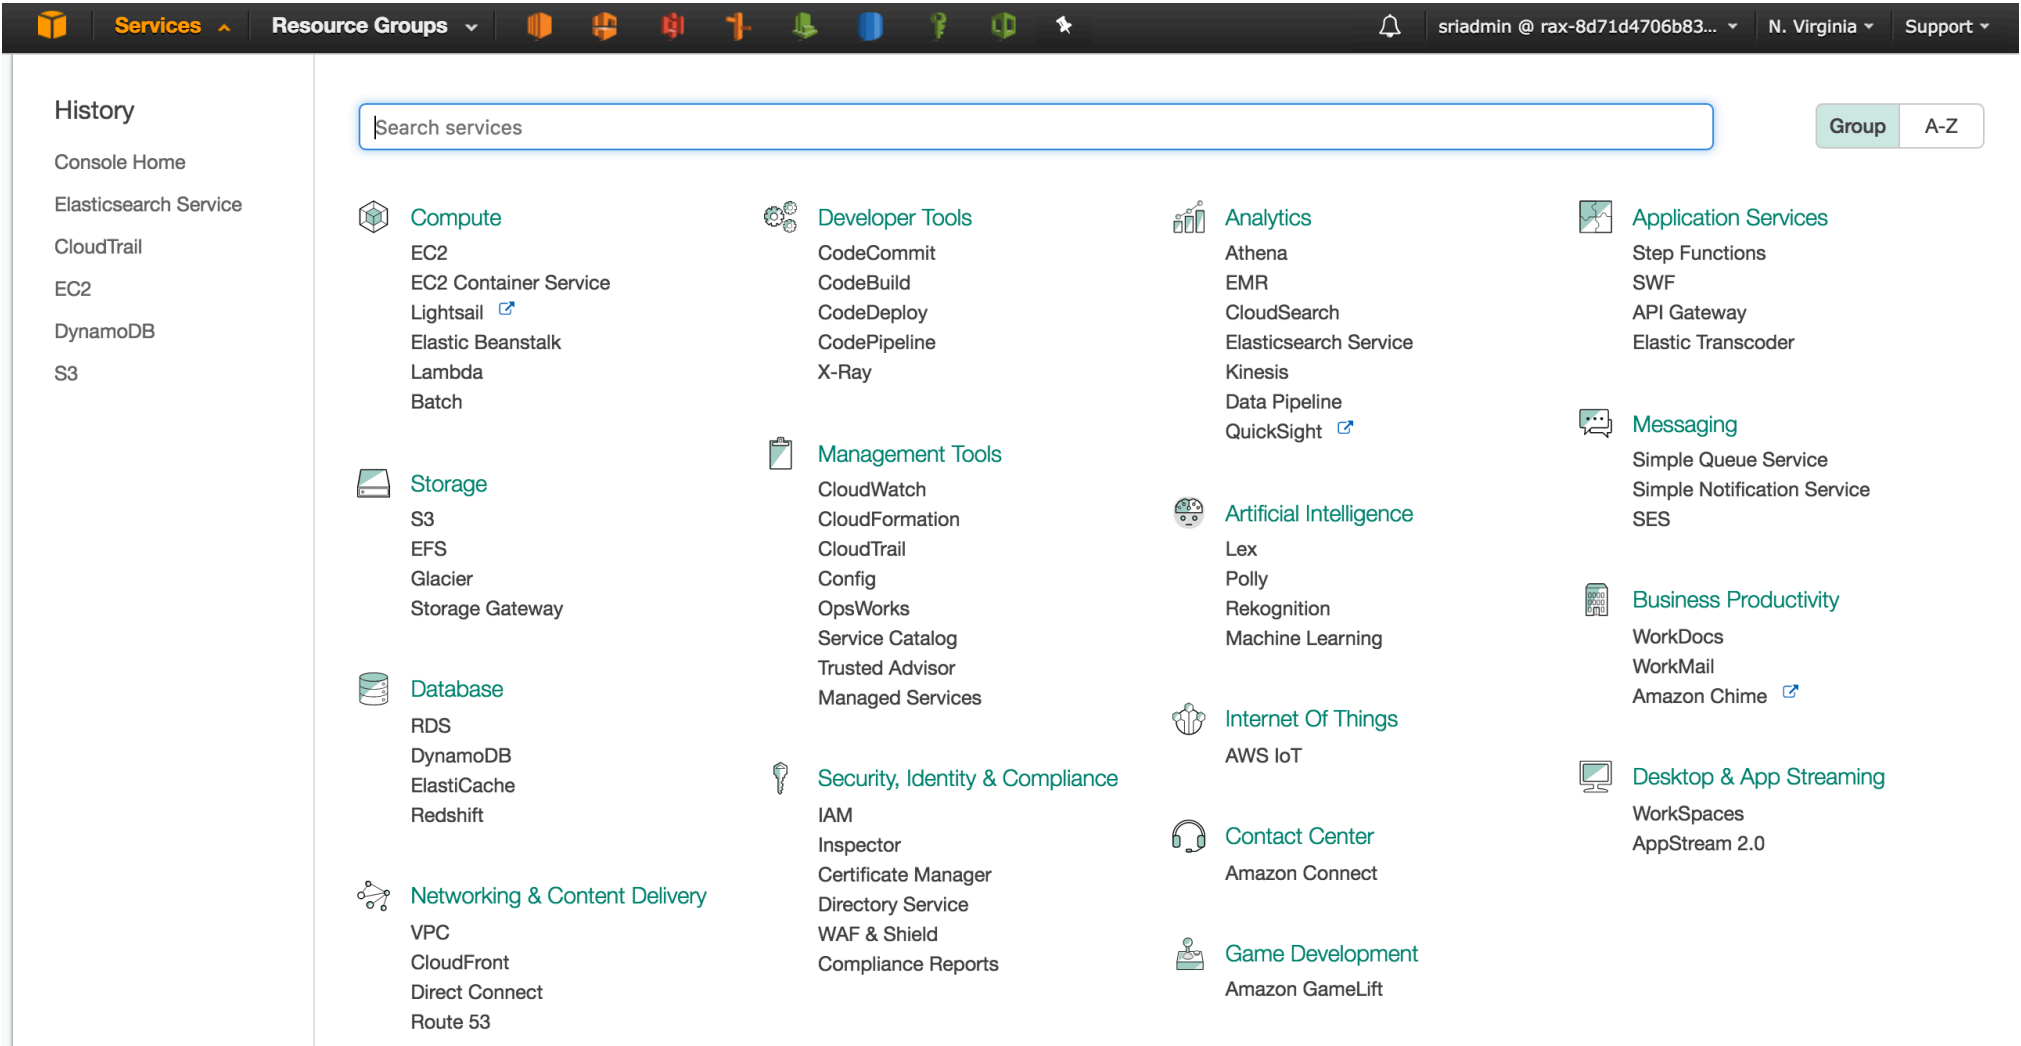 Services
Resource Groups
sriadmin @ rax-8d71d4706b83...
N. Virginia
Support
History
Console Home
Elasticsearch Service
CloudTrail
EC2
DynamoDB
S3
Search services
Group
A-Z
Compute
EC2
EC2 Container Service
Lightsail
Elastic Beanstalk
Lambda
Batch
Storage
S3
EFS
Glacier
Storage Gateway
Database
RDS
DynamoDB
ElastiCache
Redshift
Networking & Content Delivery
VPC
CloudFront
Direct Connect
Route 53
Developer Tools
CodeCommit
CodeBuild
CodeDeploy
CodePipeline
X-Ray
Management Tools
CloudWatch
CloudFormation
CloudTrail
Config
OpsWorks
Service Catalog
Trusted Advisor
Managed Services
Security, Identity & Compliance
IAM
Inspector
Certificate Manager
Directory Service
WAF & Shield
Compliance Reports
Analytics
Athena
EMR
CloudSearch
Elasticsearch Service
Kinesis
Data Pipeline
QuickSight
Artificial Intelligence
Lex
Polly
Rekognition
Machine Learning
Internet Of Things
AWS IoT
Contact Center
Amazon Connect
Game Development
Amazon GameLift
Application Services
Step Functions
SWF
API Gateway
Elastic Transcoder
Messaging
Simple Queue Service
Simple Notification Service
SES
Business Productivity
WorkDocs
WorkMail
Amazon Chime
Desktop & App Streaming
WorkSpaces
AppStream 2.0